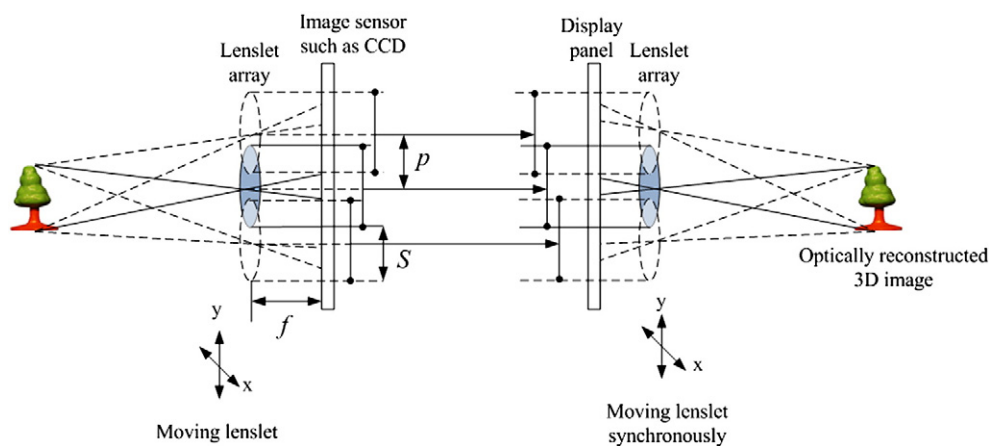 Image sensor
such as CCD
Lenslet
array
Display
panel
Lenslet
array
p
S
f
Optically reconstructed
3D image
y
x
Moving lenslet
y
x
Moving lenslet
synchronously